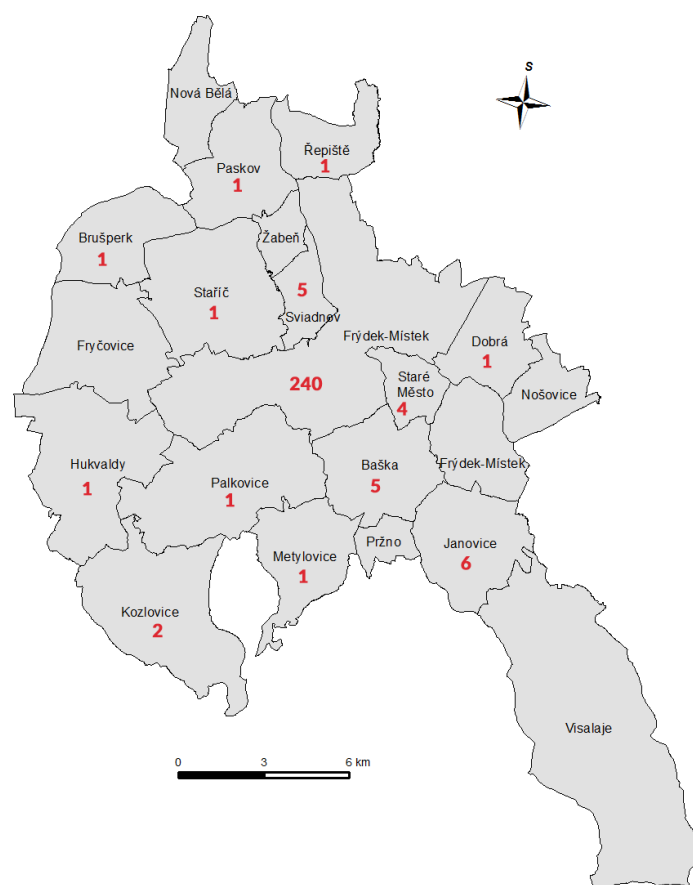 S
Nová Bělá
Řepiště
1
Paskov
1
Brušperk
1
Žabeň
Staříč
1
5
Sviadnov
Frýdek-Místek
Fryčovice
Dobrá
1
240
Staré
Město
4
Nošovice
Hukvaldy
1
Palkovice
1
Baška
5
Frýdek-Místek
Pržno
Janovice
6
Metylovice
1
Kozlovice
2
Visalaje
0 3 6 km